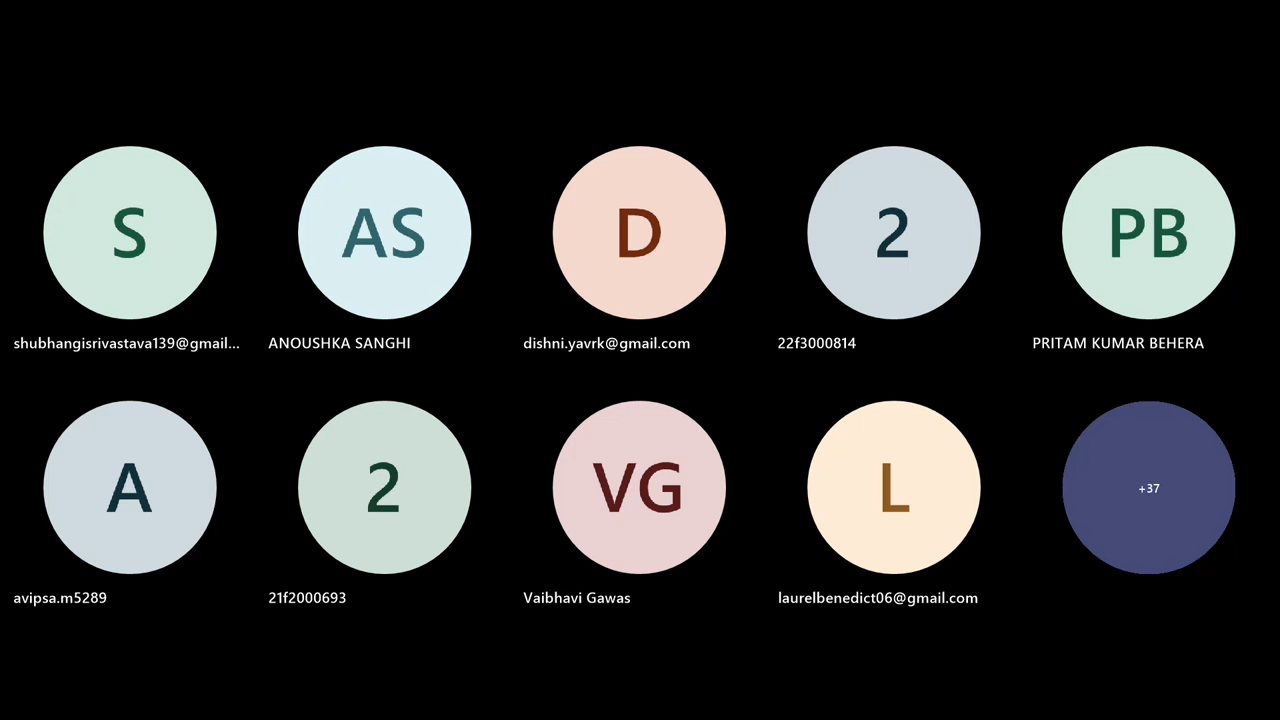 S
AS
D
2
PB
shubhangisrivastava139@gmail...
ANOUSHKA SANGHI
dishni.yavrk@gmail.com
22f3000814
PRITAM KUMAR BEHERA
A
2
VG
L
+37
avipsa.m5289
21f2000693
Vaibhavi Gawas
laurelbenedict06@gmail.com